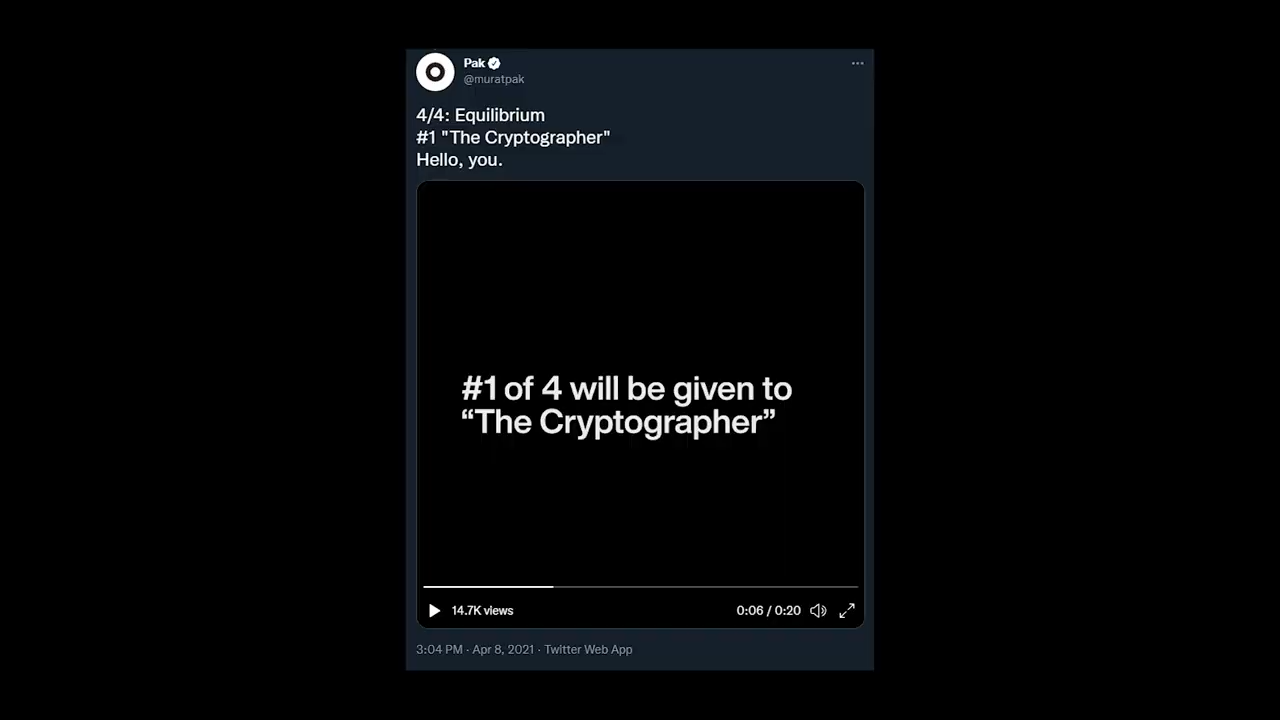 Pak
@muratpak
4/4: Equilibrium
#1 "The Cryptographer"
Hello, you.
#1 of 4 will be given to
“The Cryptographer”
14.7K views
0:06 / 0:20
3:04 PM · Apr 8, 2021 · Twitter Web App